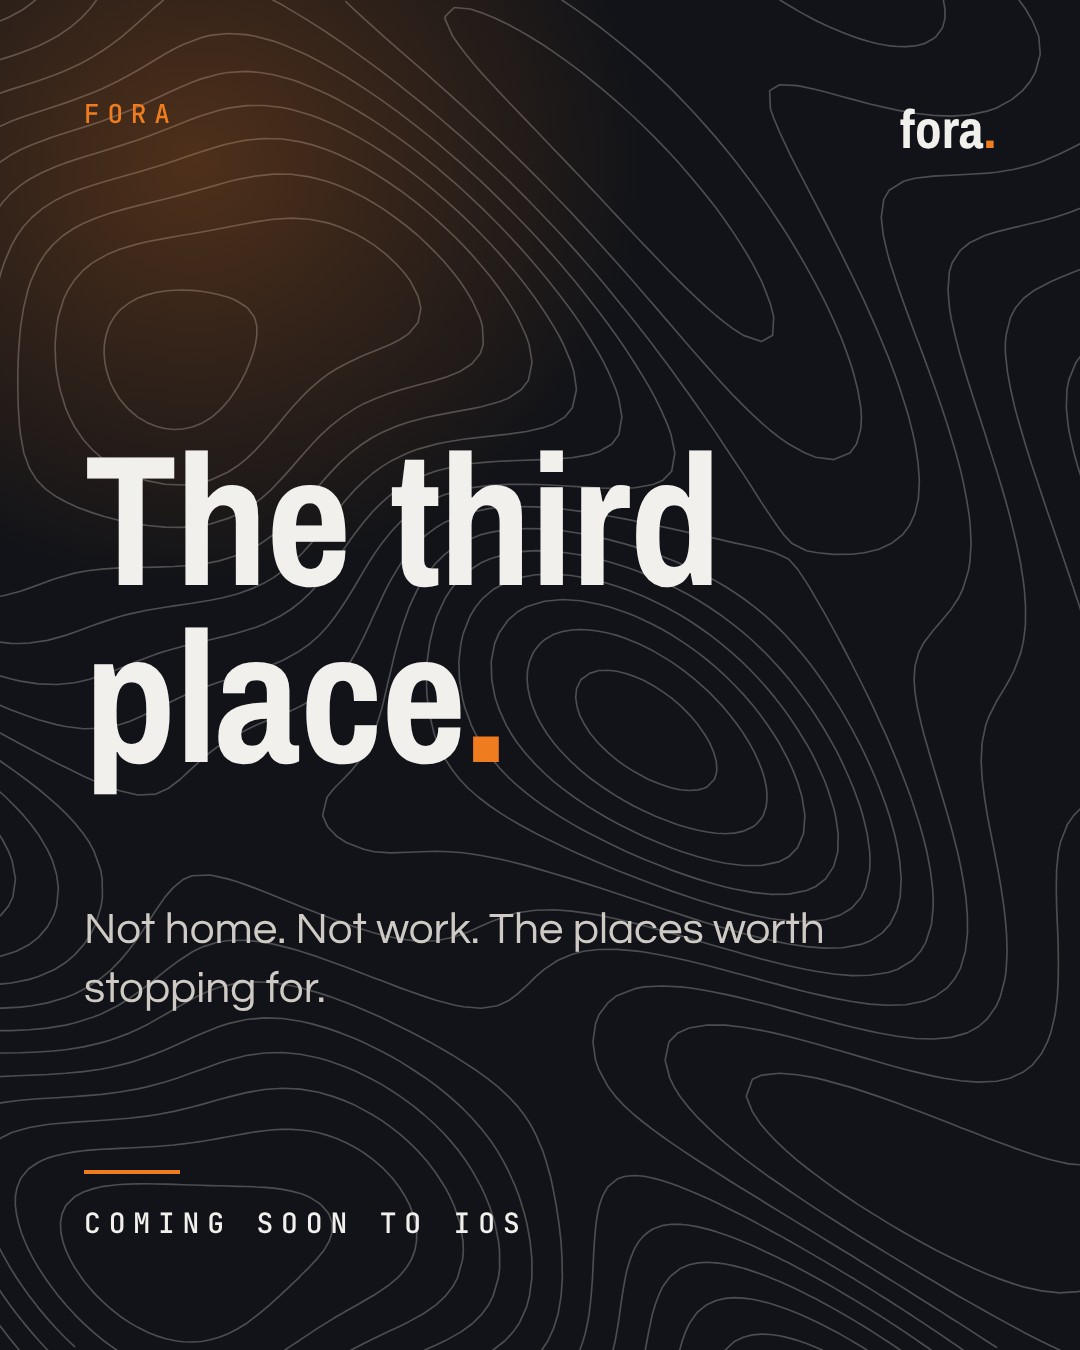 FORA
fora.
The third
place.
Not home. Not work. The places worth
stopping for.
COMING SOON TO IOS